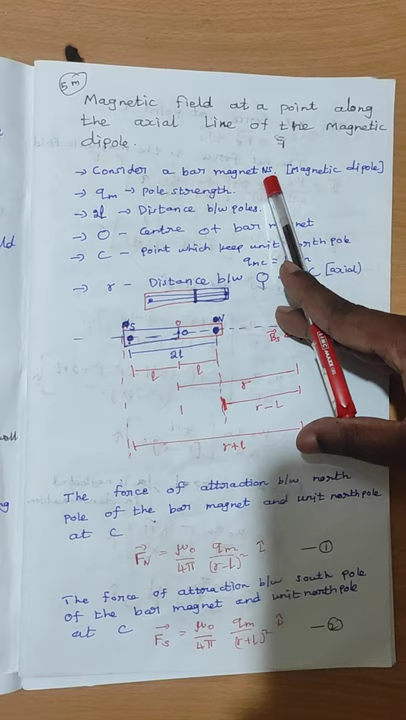 5m
Magnetic field at a point along
the axial Line of the Magnetic
dipole.
→ Consider a bar magnet NS. [Magnetic dipole]
→ qm → Pole strength.
→ 2l → Distance b/w poles.
→ O - Centre of bar magnet
→ C - Point which keep unit north pole
qmc =
→ r - Distance b/w O C [axial]
S O N
2l
l l r
r-l
r+l
The force of attraction b/w north
pole of the bar magnet and unit north pole
at C
F⃗N = μ0/4π qm/(r-l)² î —①
The force of attraction b/w south pole
of the bar magnet and unit north pole
at C F⃗s = μ0/4π qm/(r+l)² î —②